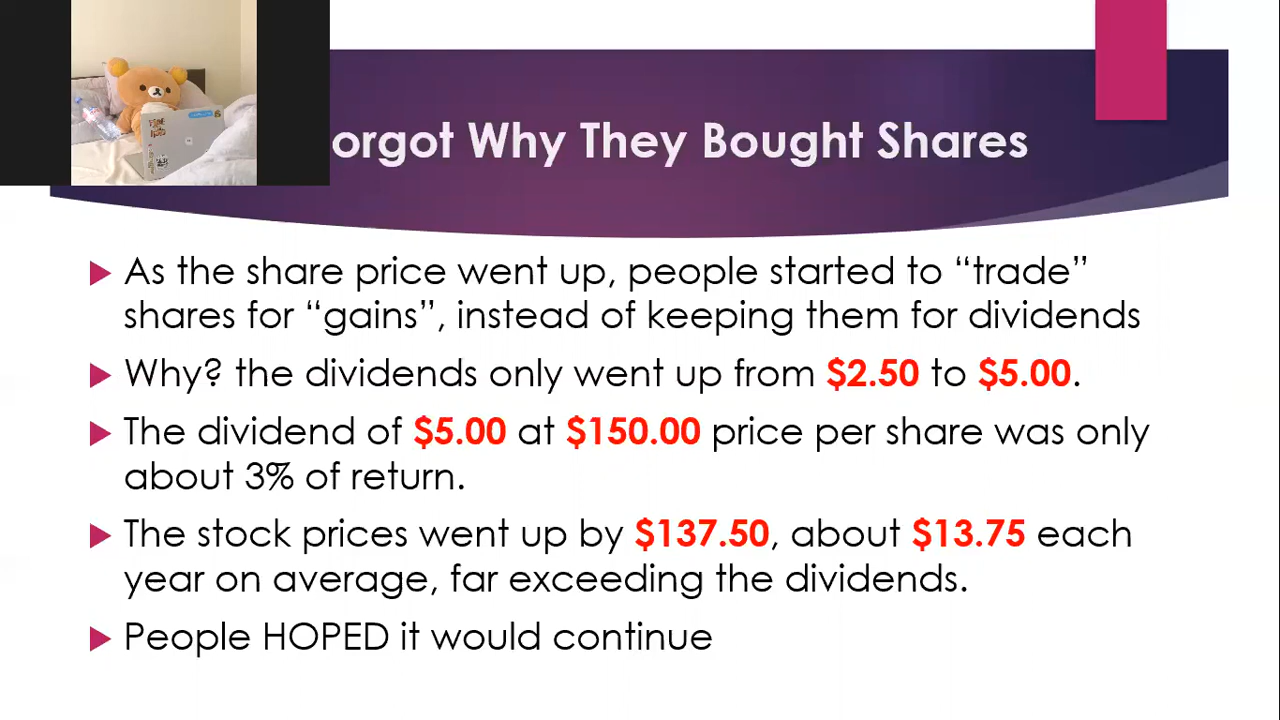 orgot Why They Bought Shares
As the share price went up, people started to “trade”
shares for “gains”, instead of keeping them for dividends
Why? the dividends only went up from $2.50 to $5.00.
The dividend of $5.00 at $150.00 price per share was only
about 3% of return.
The stock prices went up by $137.50, about $13.75 each
year on average, far exceeding the dividends.
People HOPED it would continue